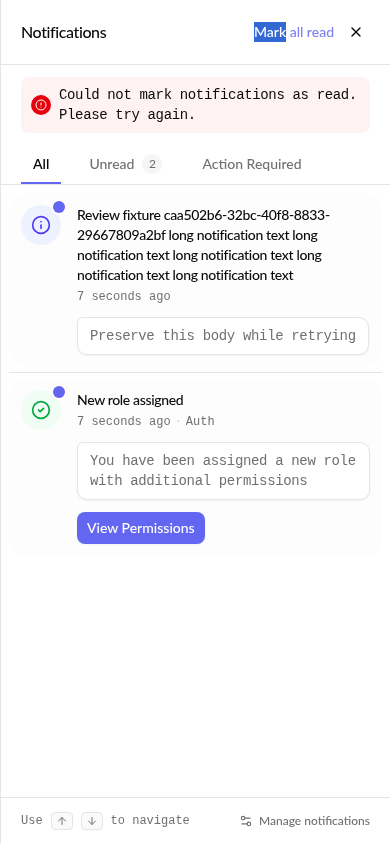 Notifications
Mark all read
Could not mark notifications as read.
Please try again.
All
Unread 2
Action Required
Review fixture caa502b6-32bc-40f8-8833-
29667809a2bf long notification text long
notification text long notification text long
notification text long notification text
7 seconds ago
Preserve this body while retrying
New role assigned
7 seconds ago · Auth
You have been assigned a new role
with additional permissions
View Permissions
Use ↑ ↓ to navigate
Manage notifications